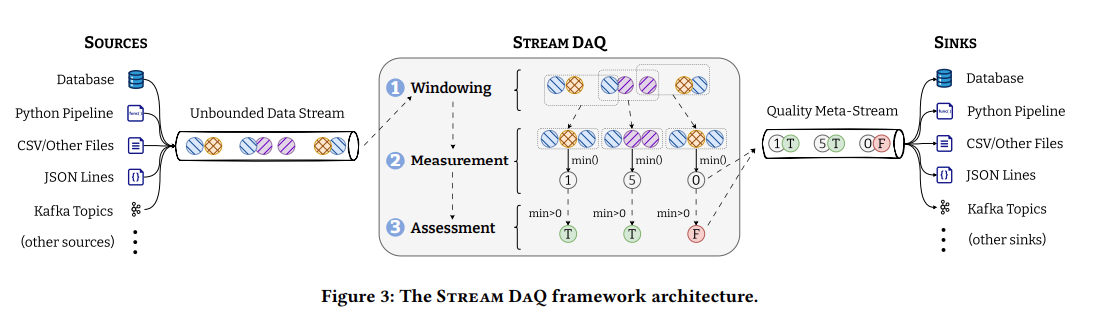 SOURCES
STREAM DAQ
SINKS
Database
Python Pipeline
CSV/Other Files
JSON Lines
Kafka Topics
(other sources)
Unbounded Data Stream
1 Windowing
2 Measurement
min() min() min()
1 5 0
3 Assessment
min>0 min>0 min>0
T T F
Quality Meta-Stream
1 T 5 T 0 F
Database
Python Pipeline
CSV/Other Files
JSON Lines
Kafka Topics
(other sinks)
Figure 3: The STREAM DAQ framework architecture.